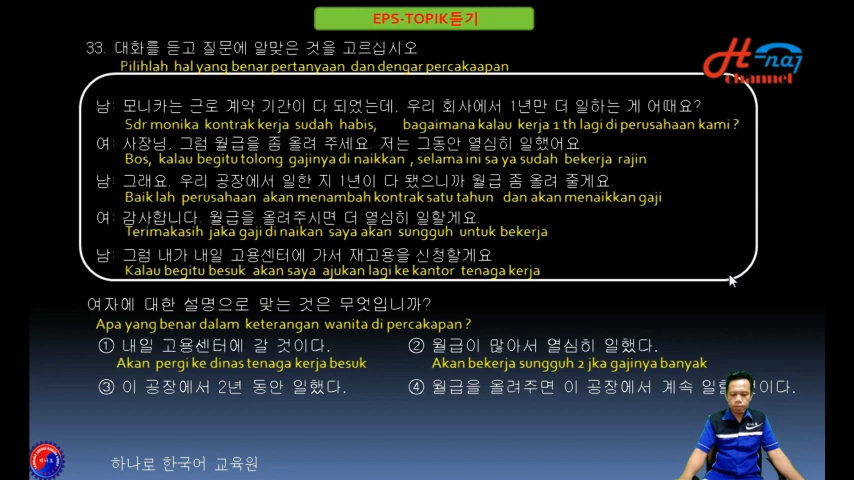 EPS-TOPIK듣기
33. 대화를 듣고 질문에 알맞은 것을 고르십시오
Pilihlah hal yang benar pertanyaan dan dengar percakaapan
H-naj
channel
남: 모니카는 근로 계약 기간이 다 되었는데, 우리 회사에서 1년만 더 일하는 게 어때요?
Sdr monika kontrak kerja sudah habis, bagaimana kalau kerja 1 th lagi di perusahaan kami ?
여: 사장님, 그럼 월급을 좀 올려 주세요. 저는 그동안 열심히 일했어요.
Bos, kalau begitu tolong gajinya di naikkan , selama ini sa ya sudah bekerja rajin
남: 그래요. 우리 공장에서 일한 지 1년이 다 됐으니까 월급 좀 올려 줄게요.
Baik lah perusahaan akan menambah kontrak satu tahun dan akan menaikkan gaji
여: 감사합니다. 월급을 올려주시면 더 열심히 일할게요.
Terimakasih jaka gaji di naikan saya akan sungguh untuk bekerja
남: 그럼 내가 내일 고용센터에 가서 재고용을 신청할게요
Kalau begitu besuk akan saya ajukan lagi ke kantor tenaga kerja
여자에 대한 설명으로 맞는 것은 무엇입니까?
Apa yang benar dalam keterangan wanita di percakapan ?
① 내일 고용센터에 갈 것이다.
② 월급이 많아서 열심히 일했다.
Akan pergi ke dinas tenaga kerja besuk
Akan bekerja sungguh 2 jka gajinya banyak
③ 이 공장에서 2년 동안 일했다.
④ 월급을 올려주면 이 공장에서 계속
하나로 한국어 교육원